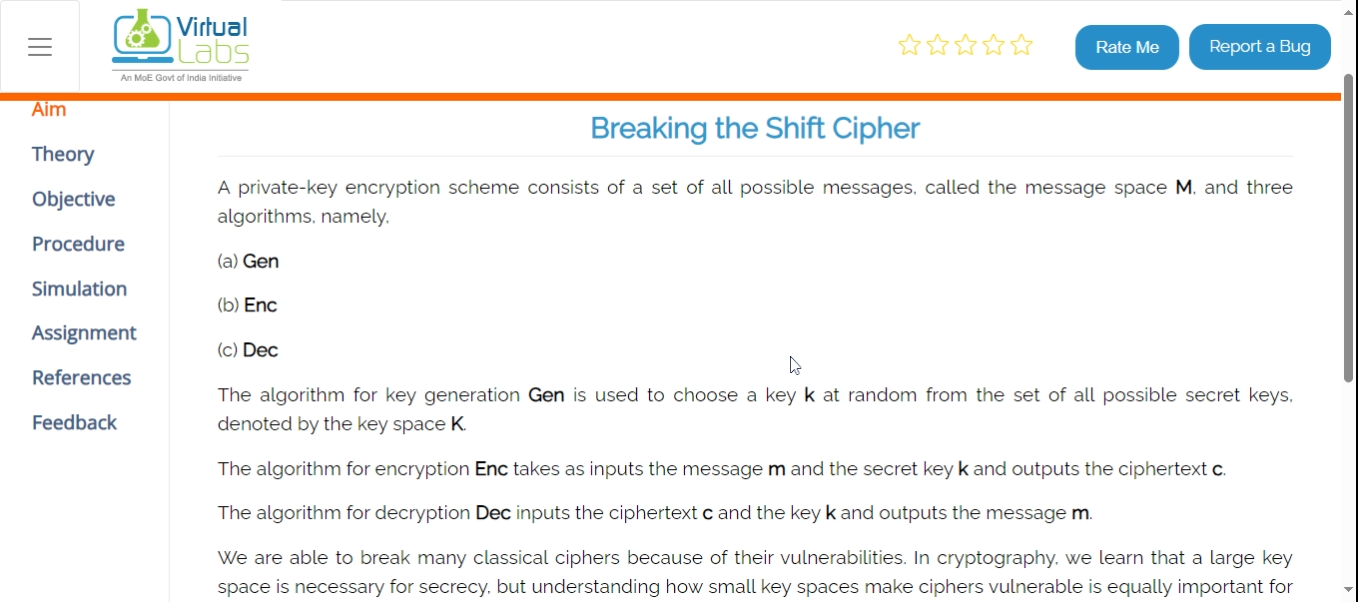 Virtual
Labs
An MoE Govt of India Initiative
Rate Me
Report a Bug
Aim
Theory
Objective
Procedure
Simulation
Assignment
References
Feedback
Breaking the Shift Cipher
A private-key encryption scheme consists of a set of all possible messages, called the message space M, and three
algorithms, namely,
(a) Gen
(b) Enc
(c) Dec
The algorithm for key generation Gen is used to choose a key k at random from the set of all possible secret keys,
denoted by the key space K.
The algorithm for encryption Enc takes as inputs the message m and the secret key k and outputs the ciphertext c.
The algorithm for decryption Dec inputs the ciphertext c and the key k and outputs the message m.
We are able to break many classical ciphers because of their vulnerabilities. In cryptography, we learn that a large key
space is necessary for secrecy, but understanding how small key spaces make ciphers vulnerable is equally important for